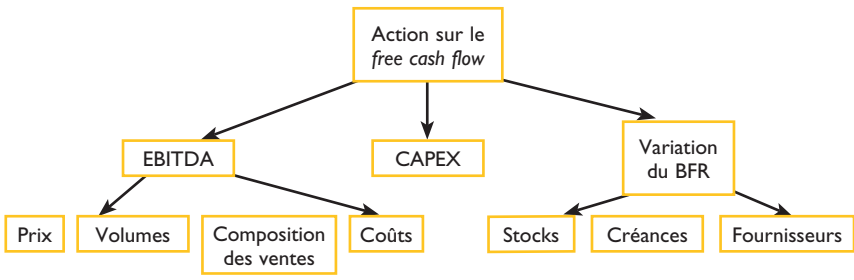 Action sur le
free cash flow
EBITDA
CAPEX
Variation
du BFR
Prix
Volumes
Composition
des ventes
Coûts
Stocks
Créances
Fournisseurs